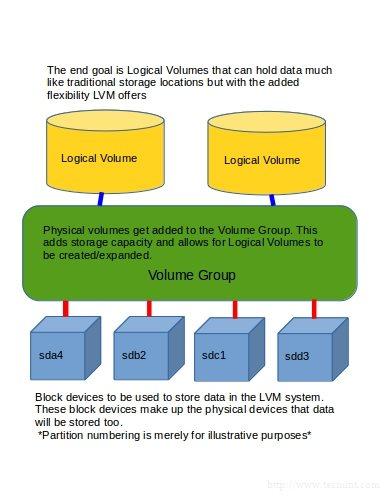 The end goal is Logical Volumes that can hold data much
like traditional storage locations but with the added
flexibility LVM offers
Logical Volume
Logical Volume
Physical volumes get added to the Volume Group. This
adds storage capacity and allows for Logical Volumes to
be created/expanded.
Volume Group
sda4
sdb2
sdc1
sdd3
Block devices to be used to store data in the LVM system.
These block devices make up the physical devices that data
will be stored too.
*Partition numbering is merely for illustrative purposes*